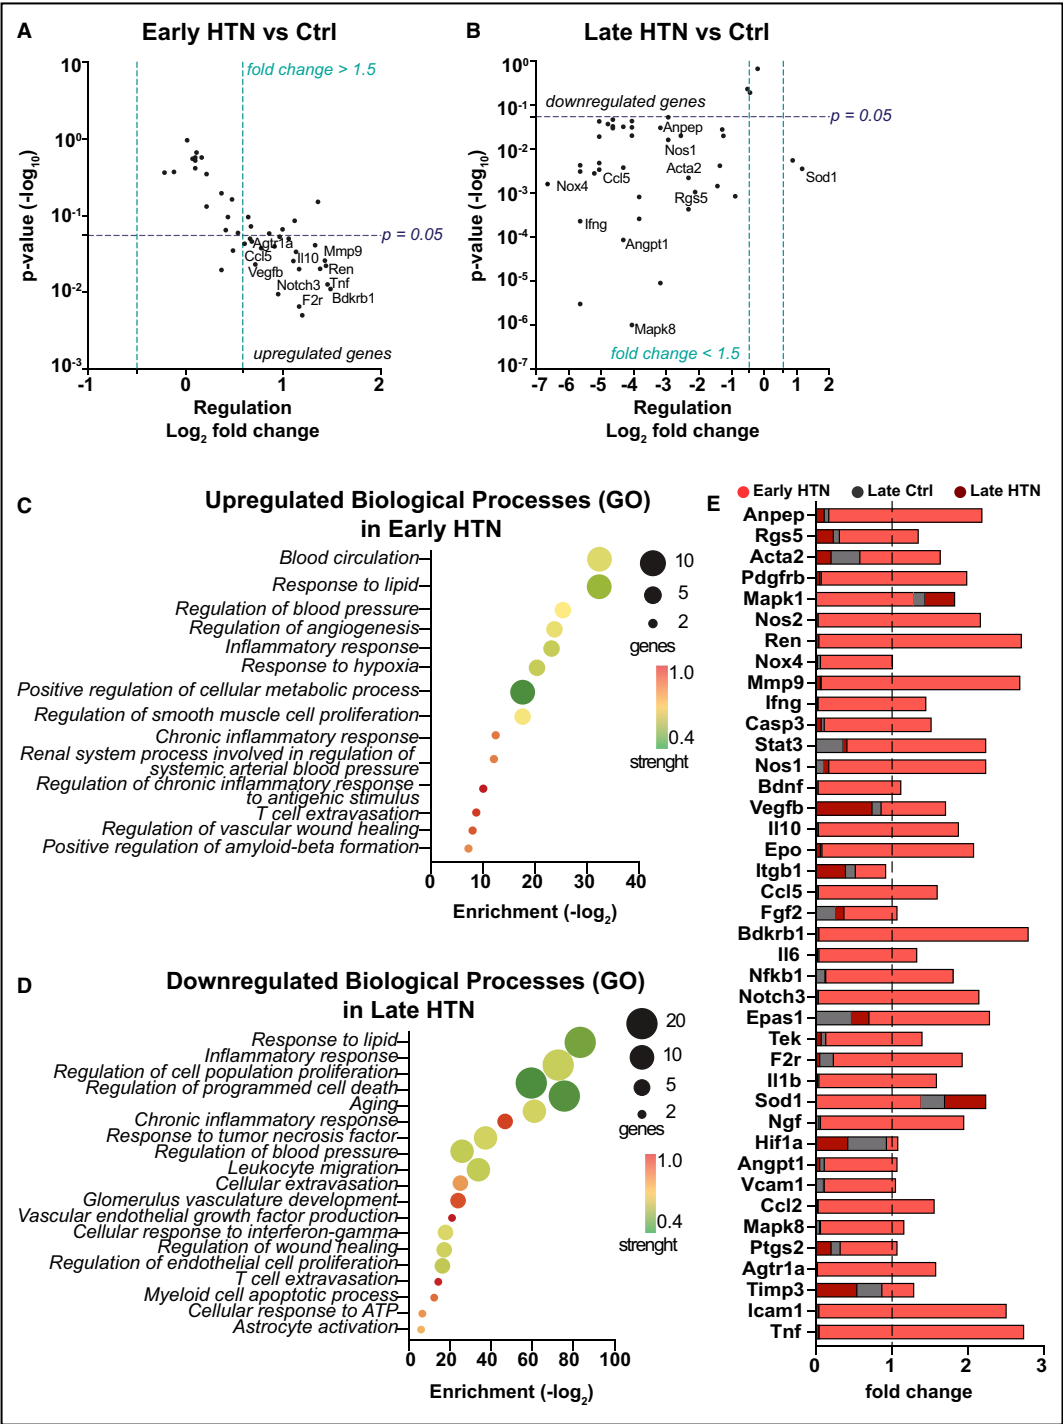 A
Early HTN vs Ctrl
p-value (-log10)
10
10^0
10^-1
10^-2
10^-3
fold change > 1.5
p = 0.05
Agtr1a
Ccl5
Il10
Mmp9
Vegfb
Ren
Notch3
Tnf
F2r
Bdkrb1
upregulated genes
-1
0
1
2
Regulation
Log2 fold change
B
Late HTN vs Ctrl
p-value (-log10)
10^0
10^-1
10^-2
10^-3
10^-4
10^-5
10^-6
10^-7
downregulated genes
p = 0.05
Anpep
Nos1
Acta2
Ccl5
Nox4
Sod1
Rgs5
Ifng
Angpt1
Mapk8
fold change < 1.5
-7
-6
-5
-4
-3
-2
-1
0
1
2
Regulation
Log2 fold change
C
Upregulated Biological Processes (GO)
in Early HTN
Blood circulation
Response to lipid
Regulation of blood pressure
Regulation of angiogenesis
Inflammatory response
Response to hypoxia
Positive regulation of cellular metabolic process
Regulation of smooth muscle cell proliferation
Chronic inflammatory response
Renal system process involved in regulation of
systemic arterial blood pressure
Regulation of chronic inflammatory response
to antigenic stimulus
T cell extravasation
Regulation of vascular wound healing
Positive regulation of amyloid-beta formation
0
10
20
30
40
Enrichment (-log2)
10
5
2
genes
1.0
0.4
strenght
D
Downregulated Biological Processes (GO)
in Late HTN
Response to lipid
Inflammatory response
Regulation of cell population proliferation
Regulation of programmed cell death
Aging
Chronic inflammatory response
Response to tumor necrosis factor
Regulation of blood pressure
Leukocyte migration
Cellular extravasation
Glomerulus vasculature development
Vascular endothelial growth factor production
Cellular response to interferon-gamma
Regulation of wound healing
Regulation of endothelial cell proliferation
T cell extravasation
Myeloid cell apoptotic process
Cellular response to ATP
Astrocyte activation
0
20
40
60
80
100
Enrichment (-log2)
20
10
5
2
genes
1.0
0.4
strenght
E
Early HTN
Late Ctrl
Late HTN
Anpep
Rgs5
Acta2
Pdgfrb
Mapk1
Nos2
Ren
Nox4
Mmp9
Ifng
Casp3
Stat3
Nos1
Bdnf
Vegfb
Il10
Epo
Itgb1
Ccl5
Fgf2
Bdkrb1
Il6
Nfkb1
Notch3
Epas1
Tek
F2r
Il1b
Sod1
Ngf
Hif1a
Angpt1
Vcam1
Ccl2
Mapk8
Ptgs2
Agtr1a
Timp3
Icam1
Tnf
0
1
2
3
fold change